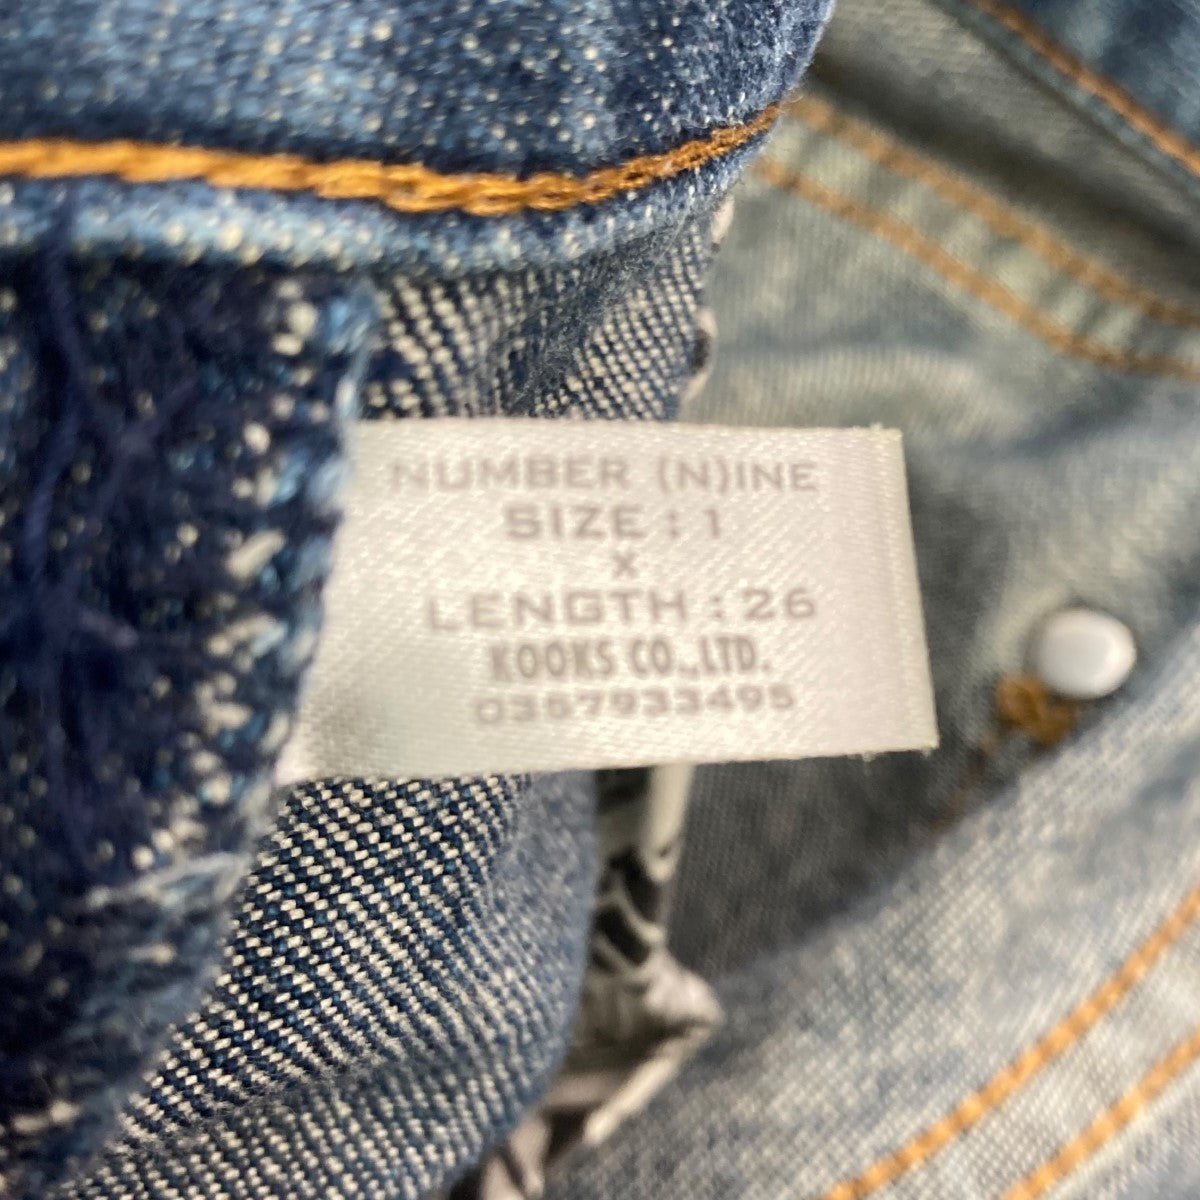 NUMBER (N)INE
SIZE : 1
X
LENGTH : 26
KOOKS CO.,LTD.
0357933495